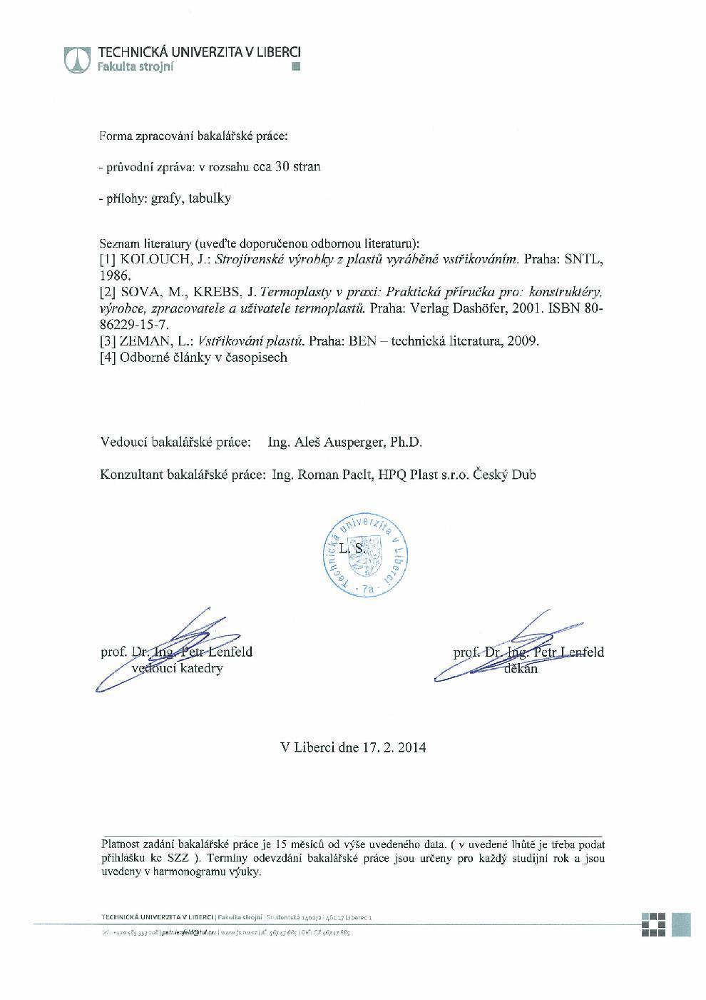 TECHNICKÁ UNIVERZITA V LIBERCI
Fakulta strojní
Forma zpracování bakalářské práce:
- průvodní zpráva: v rozsahu cca 30 stran
- přílohy: grafy, tabulky
Seznam literatury (uveďte doporučenou odbornou literaturu):
[1] KOLOUCH, J.: Strojírenské výrobky z plastů vyráběné vstřikováním. Praha: SNTL,
1986.
[2] SOVA, M., KREBS, J. Termoplasty v praxi: Praktická příručka pro: konstruktéry,
výrobce, zpracovatele a uživatele termoplastů. Praha: Verlag Dashöfer, 2001. ISBN 80-
86229-15-7.
[3] ZEMAN, L.: Vstřikování plastů. Praha: BEN – technická literatura, 2009.
[4] Odborné články v časopisech
Vedoucí bakalářské práce: Ing. Aleš Ausperger, Ph.D.
Konzultant bakalářské práce: Ing. Roman Paclt, HPQ Plast s.r.o. Český Dub
Technická univerzita v Liberci
L. S.
- 7a -
prof. Dr. Ing. Petr Lenfeld
vedoucí katedry
prof. Dr. Ing. Petr Lenfeld
děkan
V Liberci dne 17. 2. 2014
Platnost zadání bakalářské práce je 15 měsíců od výše uvedeného data. ( v uvedené lhůtě je třeba podat
přihlášku ke SZZ ). Termíny odevzdání bakalářské práce jsou určeny pro každý studijní rok a jsou
uvedeny v harmonogramu výuky.
TECHNICKÁ UNIVERZITA V LIBERCI | Fakulta strojní | Studentská 1402/2 | 461 17 Liberec 1
tel.: +420 485 353 108 | petr.lenfeld@tul.cz | www.fs.tul.cz | IČ: 467 47 885 | DIČ: CZ 467 47 885